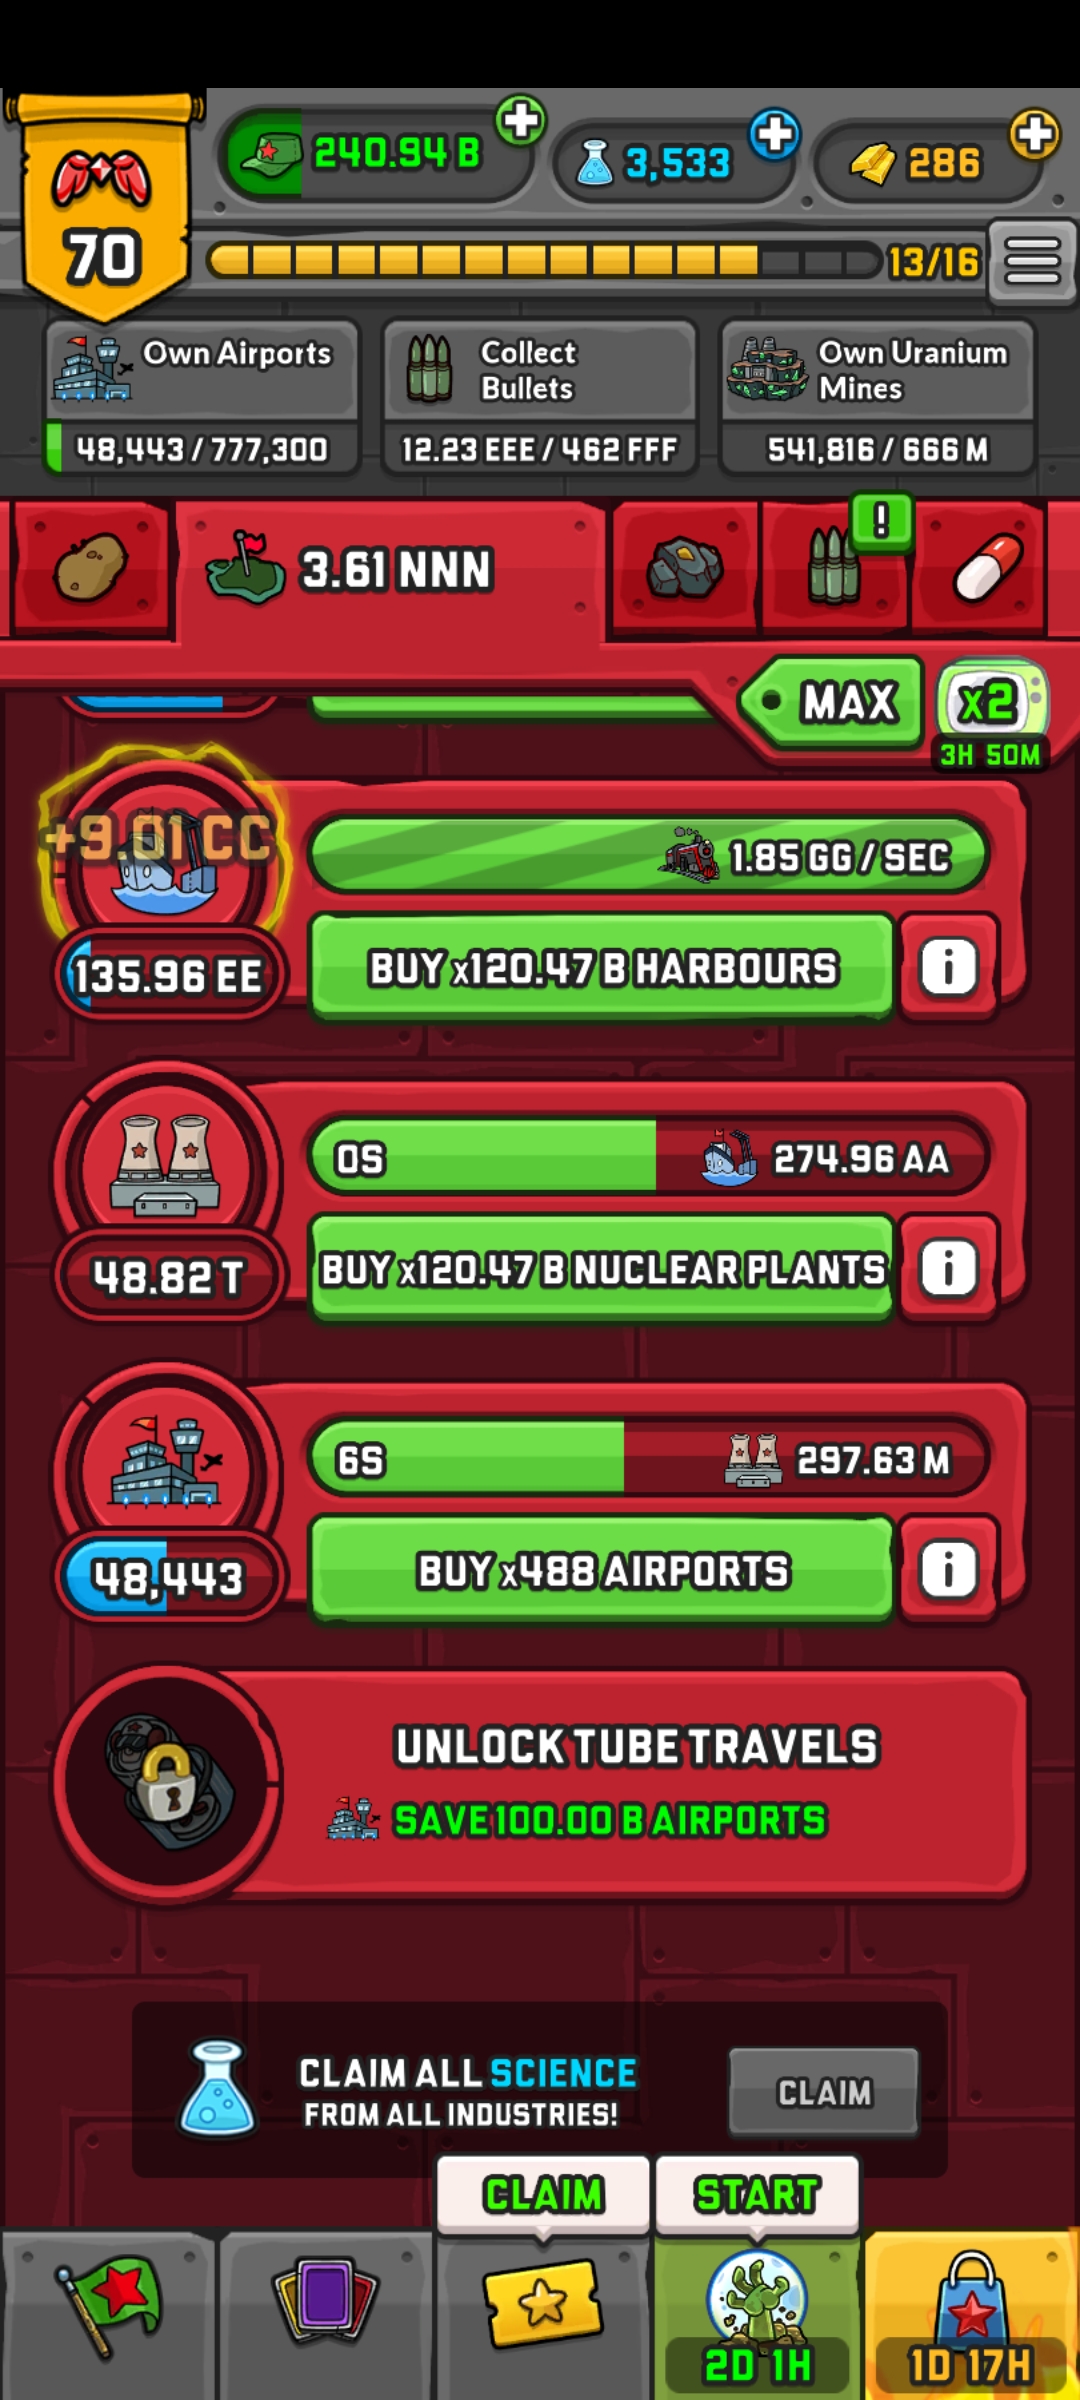 240.94 B
3,533
286
70
13/16
Own Airports
48,443 / 777,300
Collect
Bullets
12.23 EEE / 462 FFF
Own Uranium
Mines
541,816 / 666 M
3.61 NNN
!
MAX
x2
3H 50M
+9.01 CC
1.85 GG / SEC
135.96 EE
BUY x120.47 B HARBOURS
i
0S
274.96 AA
48.82 T
BUY x120.47 B NUCLEAR PLANTS
i
6S
297.63 M
48,443
BUY x488 AIRPORTS
i
UNLOCK TUBE TRAVELS
SAVE 100.00 B AIRPORTS
CLAIM ALL SCIENCE
FROM ALL INDUSTRIES!
CLAIM
CLAIM
START
2D 1H
1D 17H